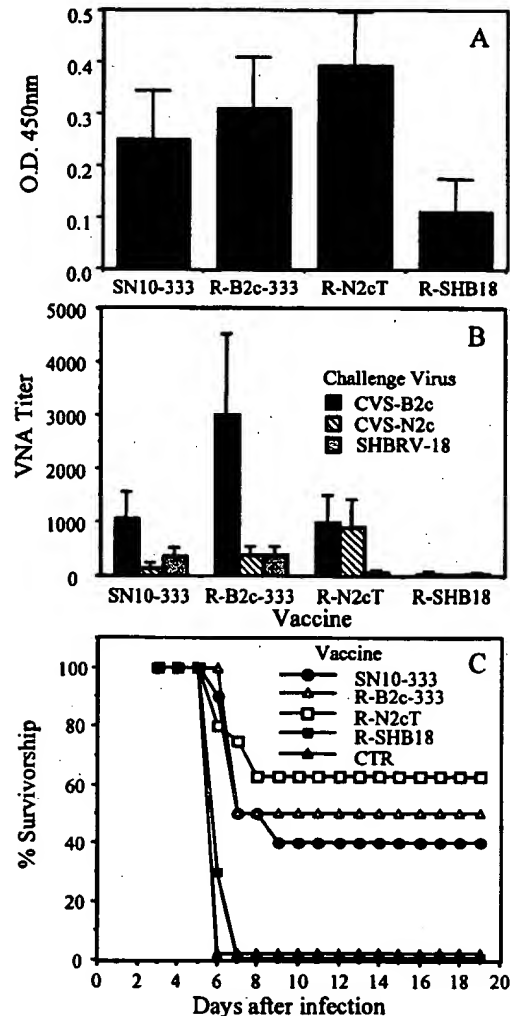 A
O.D. 450nm
0.5
0.4
0.3
0.2
0.1
0.0
SN10-333 R-B2c-333 R-N2cT R-SHB18
B
VNA Titer
5000
4000
3000
2000
1000
0
Challenge Virus
CVS-B2c
CVS-N2c
SHBRV-18
SN10-333 R-B2c-333 R-N2cT R-SHB18
Vaccine
C
% Survivorship
100
80
60
40
20
0
Vaccine
SN10-333
R-B2c-333
R-N2cT
R-SHB18
CTR
0 2 4 6 8 10 12 14 16 18 20
Days after infection